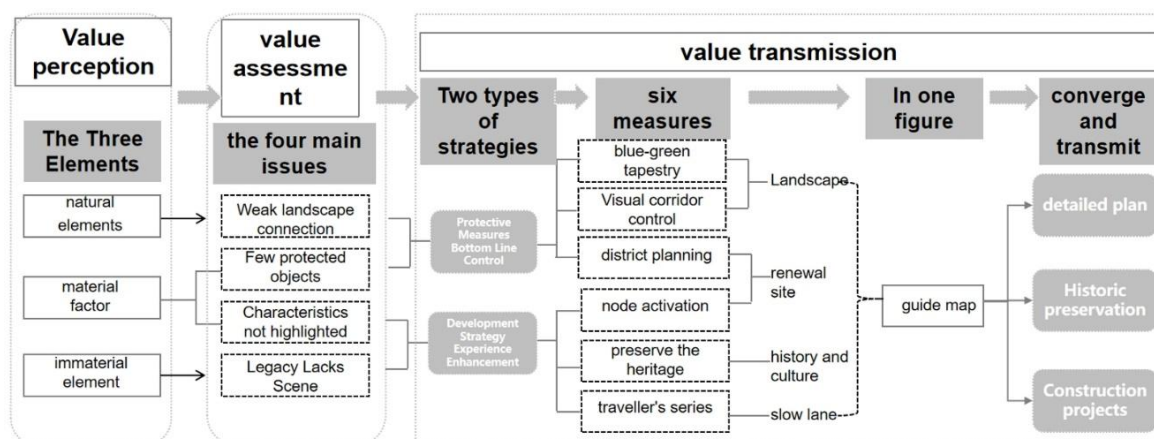 Value
perception
value
assessme
nt
value transmission
The Three
Elements
the four main
issues
Two types
of
strategies
six
measures
In one
figure
converge
and
transmit
natural
elements
material
factor
immaterial
element
Weak landscape
connection
Few protected
objects
Characteristics
not highlighted
Legacy Lacks
Scene
Protective
Measures
Bottom Line
Control
Development
Strategy
Experience
Enhancement
blue-green
tapestry
Visual corridor
control
district planning
node activation
preserve the
heritage
traveller's series
Landscape
renewal
site
history and
culture
slow lane
guide map
detailed plan
Historic
preservation
Construction
projects